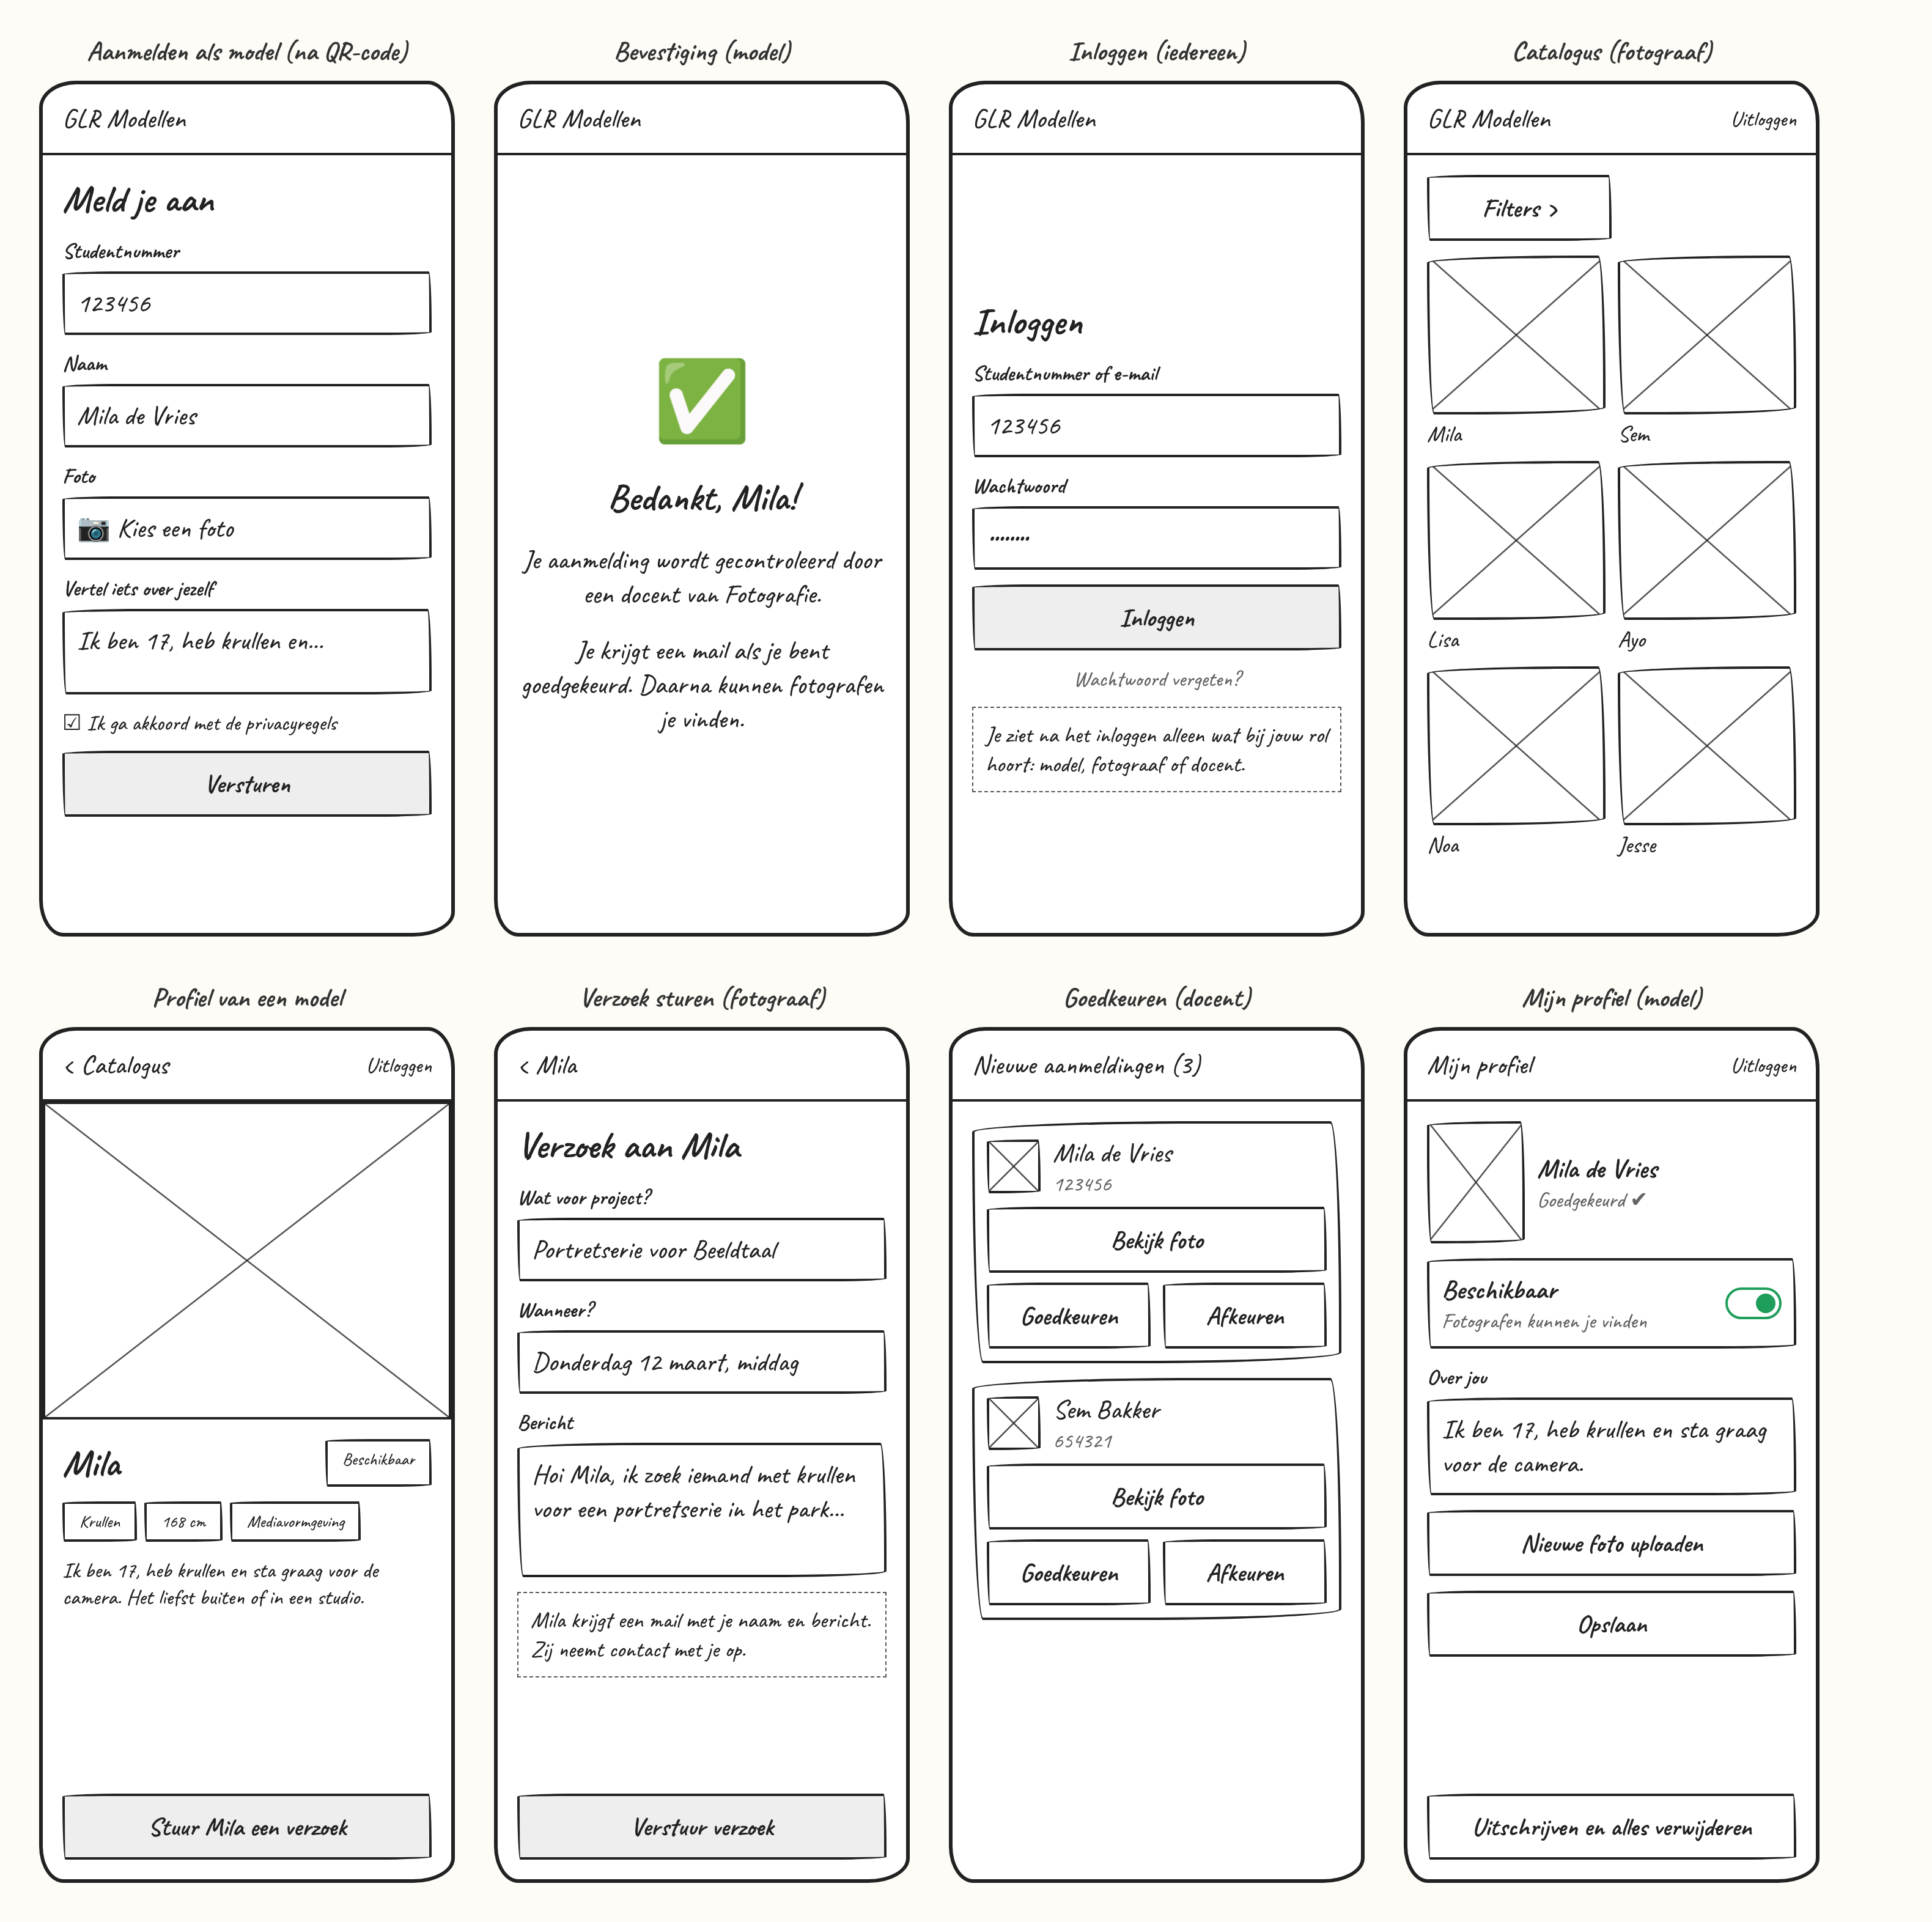 Aanmelden als model (na QR-code)
GLR Modellen
Meld je aan
Studentnummer
123456
Naam
Mila de Vries
Foto
Kies een foto
Vertel iets over jezelf
Ik ben 17, heb krullen en...
Ik ga akkoord met de privacyregels
Versturen
Bevestiging (model)
GLR Modellen
Bedankt, Mila!
Je aanmelding wordt gecontroleerd door
een docent van Fotografie.
Je krijgt een mail als je bent
goedgekeurd. Daarna kunnen fotografen
je vinden.
Inloggen (iedereen)
GLR Modellen
Inloggen
Studentnummer of e-mail
123456
Wachtwoord
........
Inloggen
Wachtwoord vergeten?
Je ziet na het inloggen alleen wat bij jouw rol
hoort: model, fotograaf of docent.
Catalogus (fotograaf)
GLR Modellen
Uitloggen
Filters >
Mila
Sem
Lisa
Ayo
Noa
Jesse
Profiel van een model
< Catalogus
Uitloggen
Mila
Beschikbaar
Krullen
168 cm
Mediavormgeving
Ik ben 17, heb krullen en sta graag voor de
camera. Het liefst buiten of in een studio.
Stuur Mila een verzoek
Verzoek sturen (fotograaf)
< Mila
Verzoek aan Mila
Wat voor project?
Portretserie voor Beeldtaal
Wanneer?
Donderdag 12 maart, middag
Bericht
Hoi Mila, ik zoek iemand met krullen
voor een portretserie in het park...
Mila krijgt een mail met je naam en bericht.
Zij neemt contact met je op.
Verstuur verzoek
Goedkeuren (docent)
Nieuwe aanmeldingen (3)
Mila de Vries
123456
Bekijk foto
Goedkeuren
Afkeuren
Sem Bakker
654321
Bekijk foto
Goedkeuren
Afkeuren
Mijn profiel (model)
Mijn profiel
Uitloggen
Mila de Vries
Goedgekeurd ✔
Beschikbaar
Fotografen kunnen je vinden
Over jou
Ik ben 17, heb krullen en sta graag
voor de camera.
Nieuwe foto uploaden
Opslaan
Uitschrijven en alles verwijderen